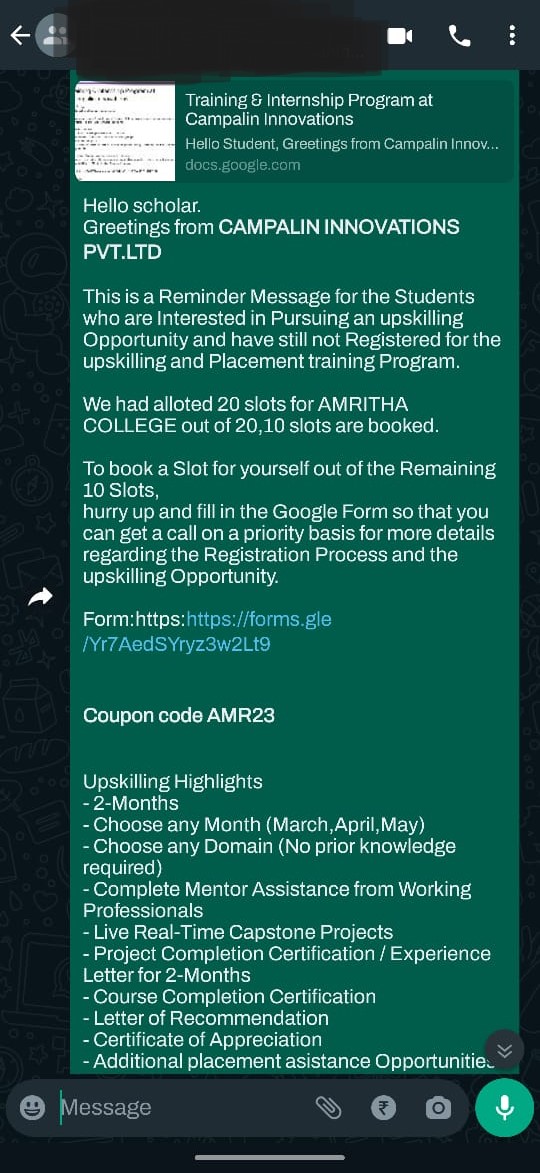 Training & Internship Program at
Campalin Innovations
Hello Student, Greetings from Campalin Innov...
docs.google.com
Hello scholar.
Greetings from CAMPALIN INNOVATIONS
PVT.LTD
This is a Reminder Message for the Students
who are Interested in Pursuing an upskilling
Opportunity and have still not Registered for the
upskilling and Placement training Program.
We had alloted 20 slots for AMRITHA
COLLEGE out of 20,10 slots are booked.
To book a Slot for yourself out of the Remaining
10 Slots,
hurry up and fill in the Google Form so that you
can get a call on a priority basis for more details
regarding the Registration Process and the
upskilling Opportunity.
Form:https:https://forms.gle
/Yr7AedSYryz3w2Lt9
Coupon code AMR23
Upskilling Highlights
- 2-Months
- Choose any Month (March,April,May)
- Choose any Domain (No prior knowledge
required)
- Complete Mentor Assistance from Working
Professionals
- Live Real-Time Capstone Projects
- Project Completion Certification / Experience
Letter for 2-Months
- Course Completion Certification
- Letter of Recommendation
- Certificate of Appreciation
- Additional placement asistance Opportunities
Message